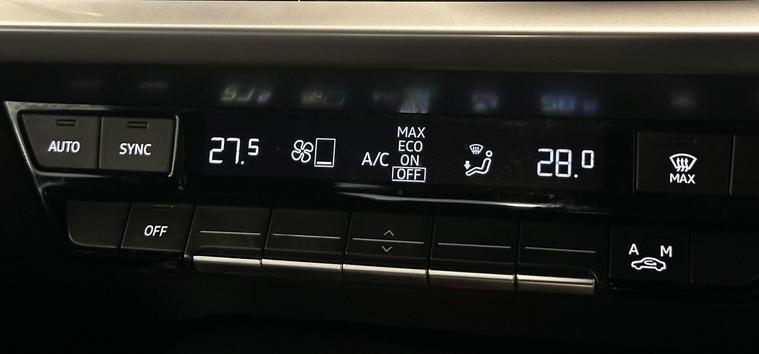 AUTO
SYNC
27.5
A/C
MAX
ECO
ON
OFF
28.0
MAX
OFF
A M